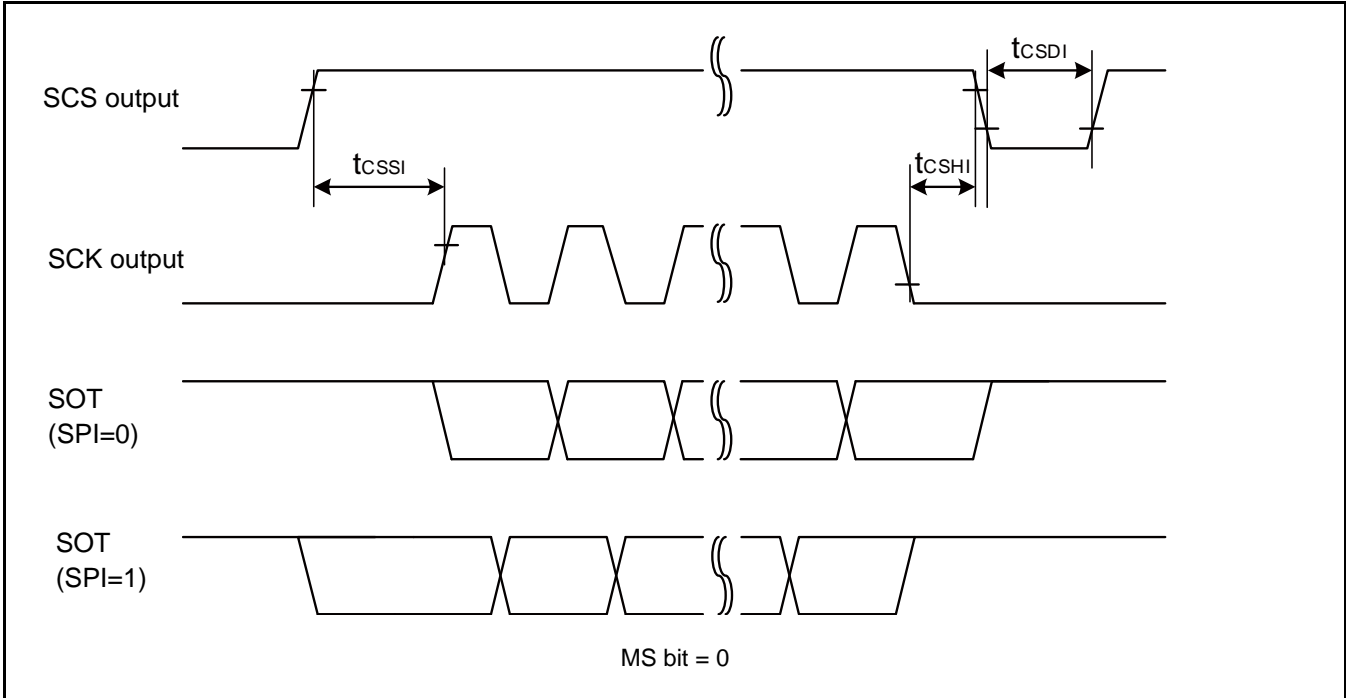 tCSDI
SCS output
tCSSI
tCSHI
SCK output
SOT
(SPI=0)
SOT
(SPI=1)
MS bit = 0